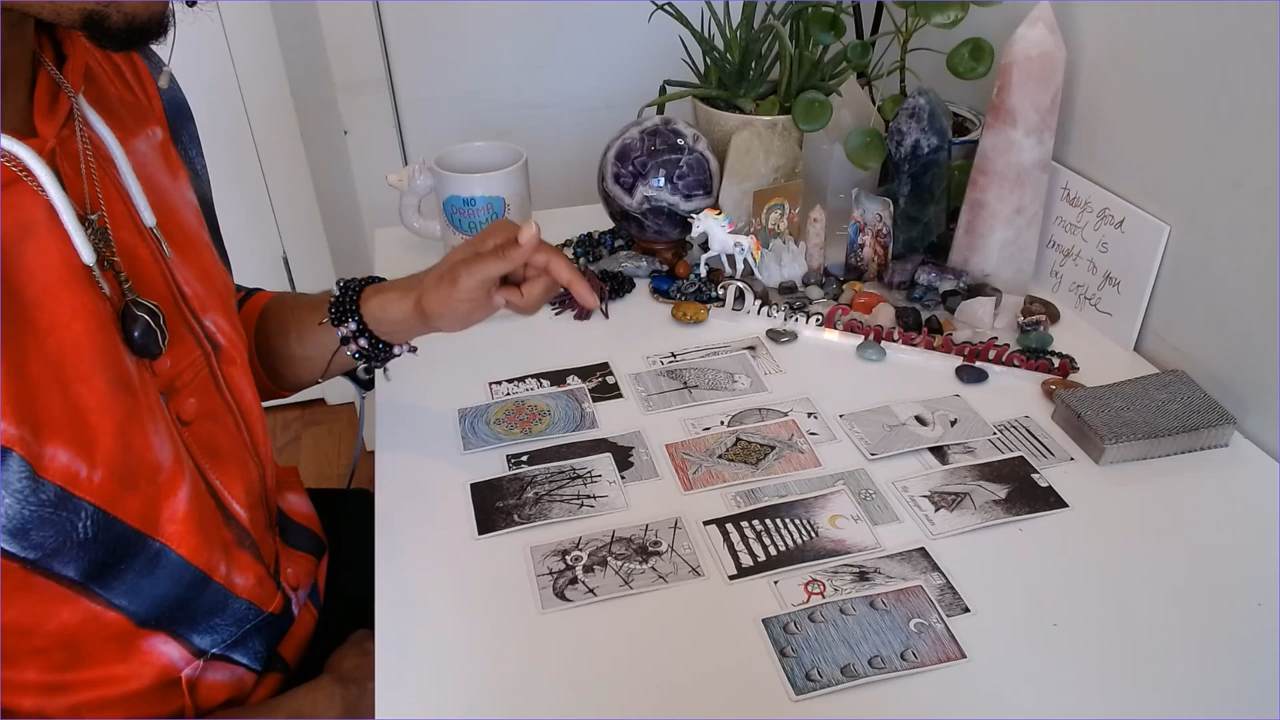 NO
DRAMA
LLAMA
Divine Conversations
today's good
mood is
brought to you
by coffee